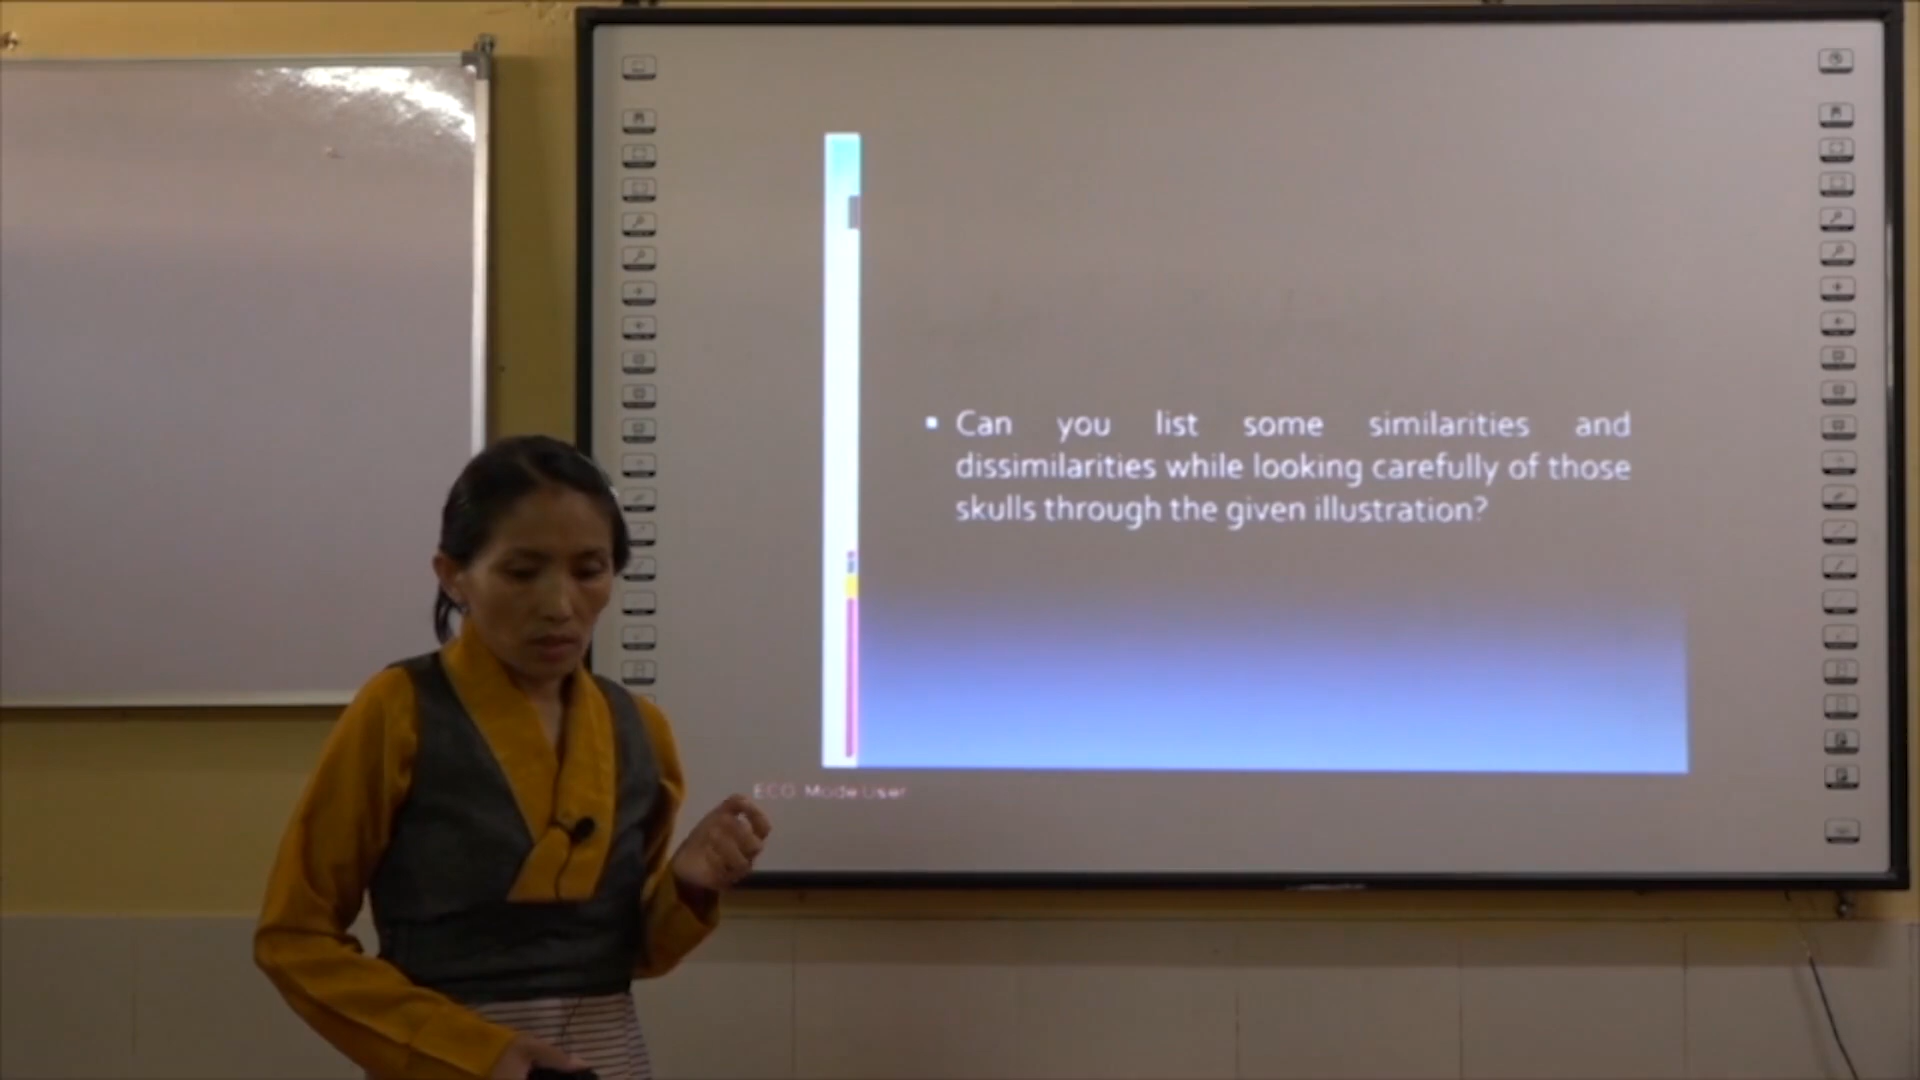 ▪ Can you list some similarities and
dissimilarities while looking carefully of those
skulls through the given illustration?
ECO Mode:User